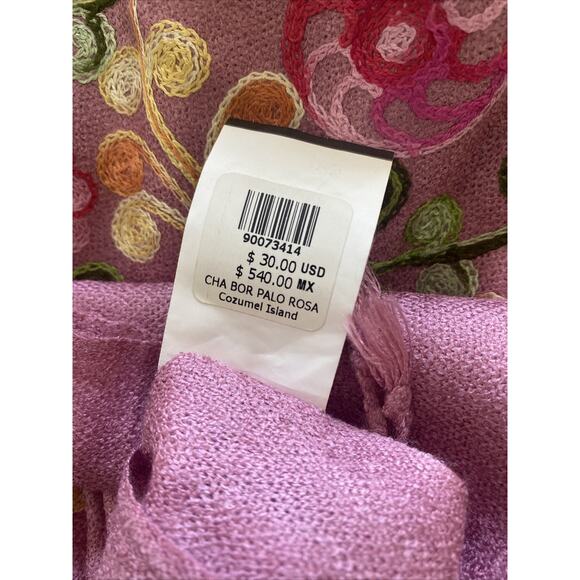 90073414
$ 30.00 USD
$ 540.00 MX
CHA BOR PALO ROSA
Cozumel Island